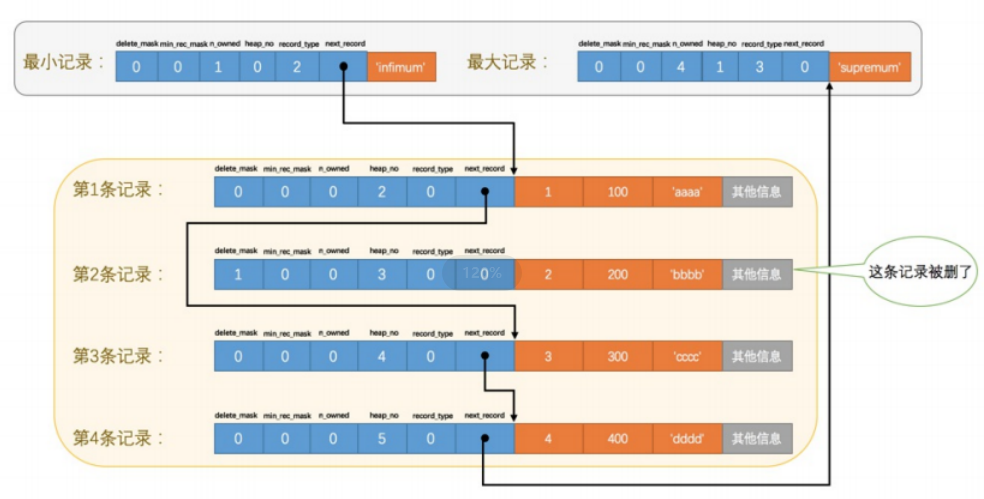 delete_mask min_rec_mask n_owned heap_no record_type next_record
最小记录： 0 0 1 0 2 'infimum'
delete_mask min_rec_mask n_owned heap_no record_type next_record
最大记录： 0 0 4 1 3 0 'supremum'
delete_mask min_rec_mask n_owned heap_no record_type next_record
第1条记录： 0 0 0 2 0 1 100 'aaaa' 其他信息
delete_mask min_rec_mask n_owned heap_no record_type next_record
第2条记录： 1 0 0 3 0 0 2 200 'bbbb' 其他信息
这条记录被删了
delete_mask min_rec_mask n_owned heap_no record_type next_record
第3条记录： 0 0 0 4 0 3 300 'cccc' 其他信息
delete_mask min_rec_mask n_owned heap_no record_type next_record
第4条记录： 0 0 0 5 0 4 400 'dddd' 其他信息